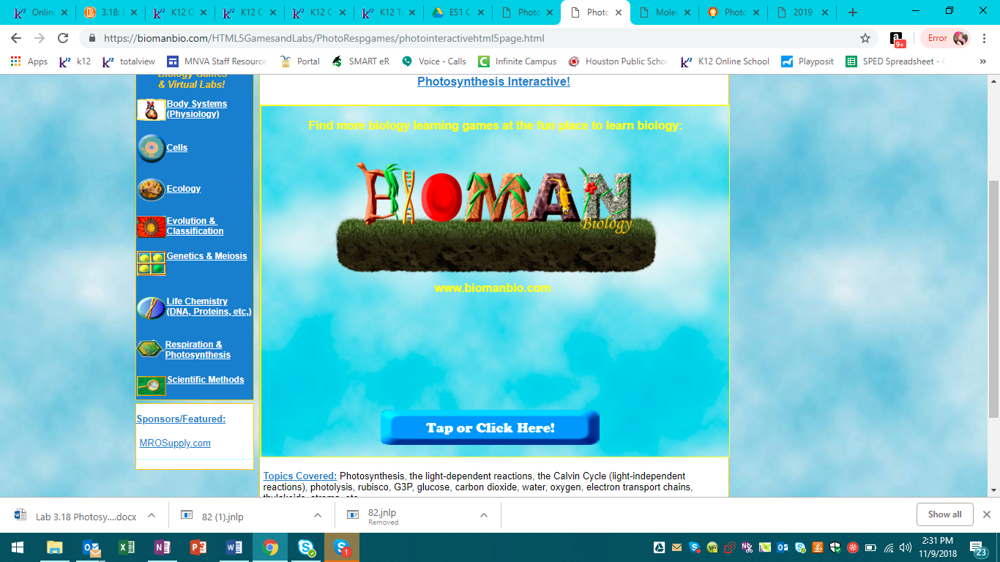 Online
3.18:
K12 C
K12 C
K12 C
K12 T
ES1 C
Photo
Photo
Molec
Photo
2019
https://biomanbio.com/HTML5GamesandLabs/PhotoRespgames/photointeractivehtml5page.html
9+
Error
Apps
k12
totalview
MNVA Staff Resource
Portal
SMART eR
Voice - Calls
Infinite Campus
Houston Public Schoo
K12 Online School
Playposit
SPED Spreadsheet -
Biology Games
& Virtual Labs!
Body Systems
(Physiology)
Cells
Ecology
Evolution &
Classification
Genetics & Meiosis
Life Chemistry
(DNA, Proteins, etc,)
Respiration &
Photosynthesis
Scientific Methods
Sponsors/Featured:
MROSupply.com
Photosynthesis Interactive!
Find more biology learning games at the fun place to learn biology:
BIOMAN
Biology
www.biomanbio.com
Tap or Click Here!
Topics Covered: Photosynthesis, the light-dependent reactions, the Calvin Cycle (light-independent
reactions), photolysis, rubisco, G3P, glucose, carbon dioxide, water, oxygen, electron transport chains,
Lab 3.18 Photosy....docx
82 (1).jnlp
82.jnlp
Removed
Show all
2:31 PM
11/9/2018
23